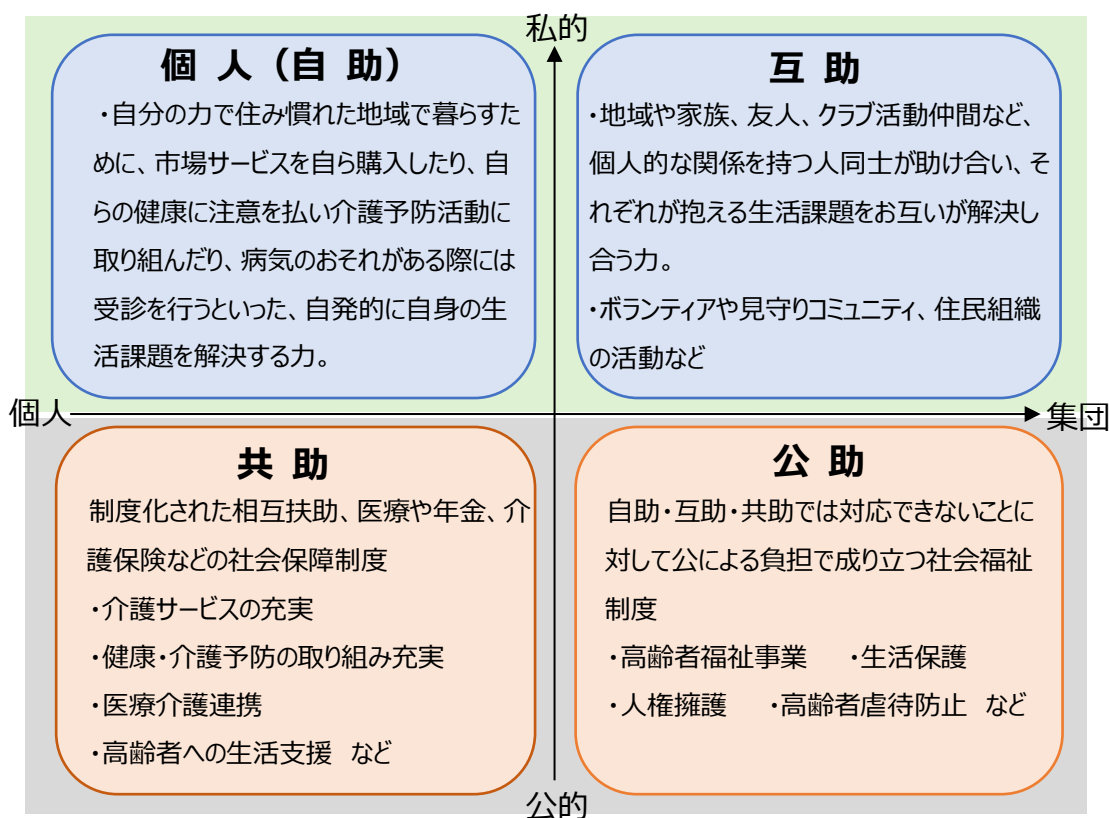 私的
個 人（自 助）
・自分の力で住み慣れた地域で暮らすた
めに、市場サービスを自ら購入したり、自
らの健康に注意を払い介護予防活動に
取り組んだり、病気のおそれがある際には
受診を行うといった、自発的に自身の生
活課題を解決する力。
互 助
・地域や家族、友人、クラブ活動仲間など、
個人的な関係を持つ人同士が助け合い、そ
れぞれが抱える生活課題をお互いが解決し
合う力。
・ボランティアや見守りコミュニティ、住民組織
の活動など
個人
集団
共 助
制度化された相互扶助、医療や年金、介
護保険などの社会保障制度
・介護サービスの充実
・健康・介護予防の取り組み充実
・医療介護連携
・高齢者への生活支援 など
公 助
自助・互助・共助では対応できないことに
対して公による負担で成り立つ社会福祉
制度
・高齢者福祉事業 ・生活保護
・人権擁護 ・高齢者虐待防止 など
公的